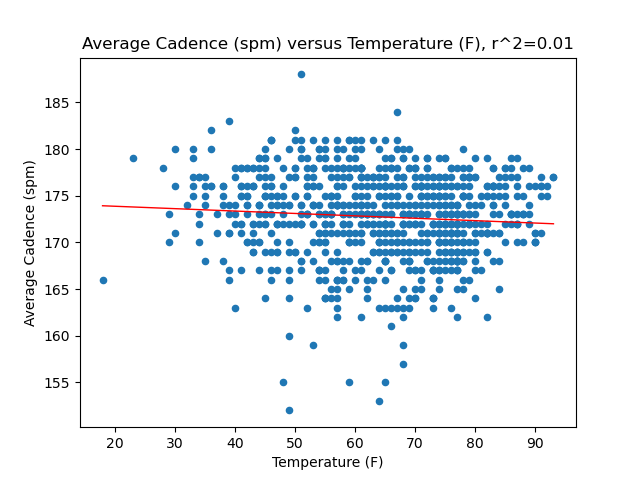 Average Cadence (spm) versus Temperature (F), r^2=0.01
185
180
175
170
165
160
155
Average Cadence (spm)
20 30 40 50 60 70 80 90
Temperature (F)